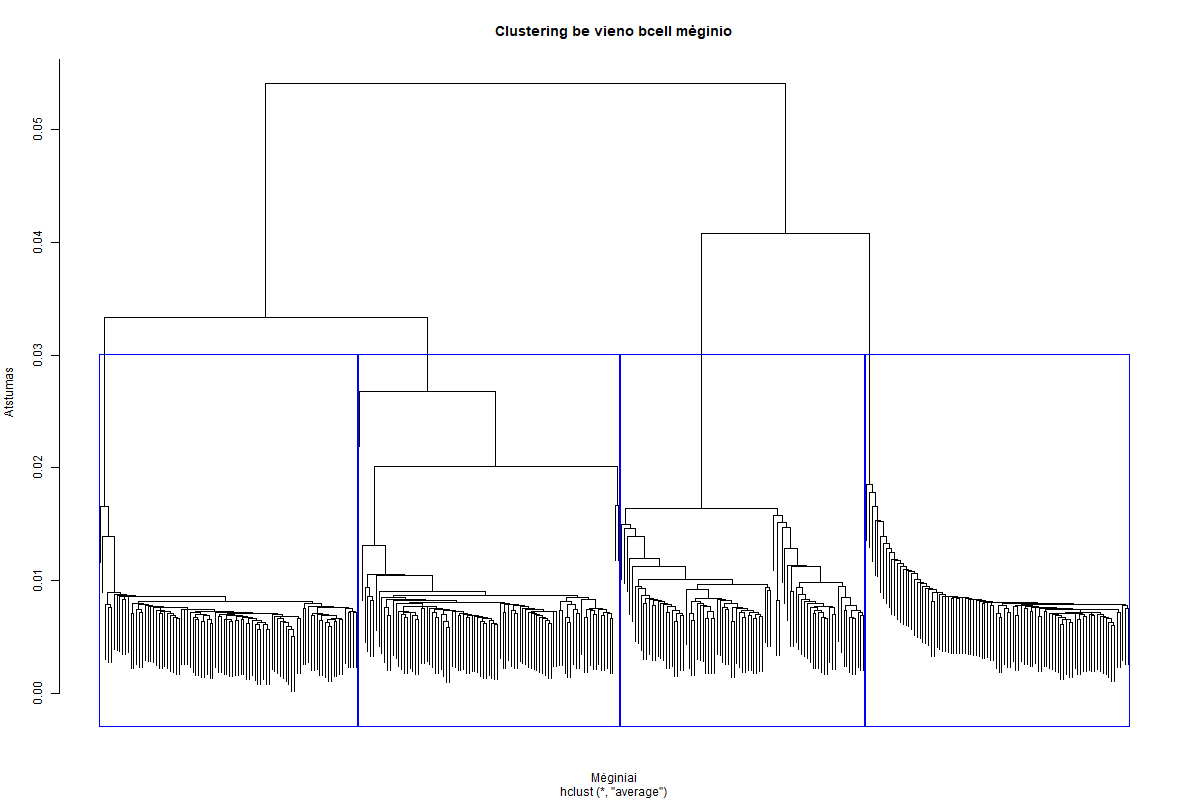 Clustering be vieno bcell mėginio
Atstumas
0.05
0.04
0.03
0.02
0.01
0.00
Mėginiai
hclust (*, "average")